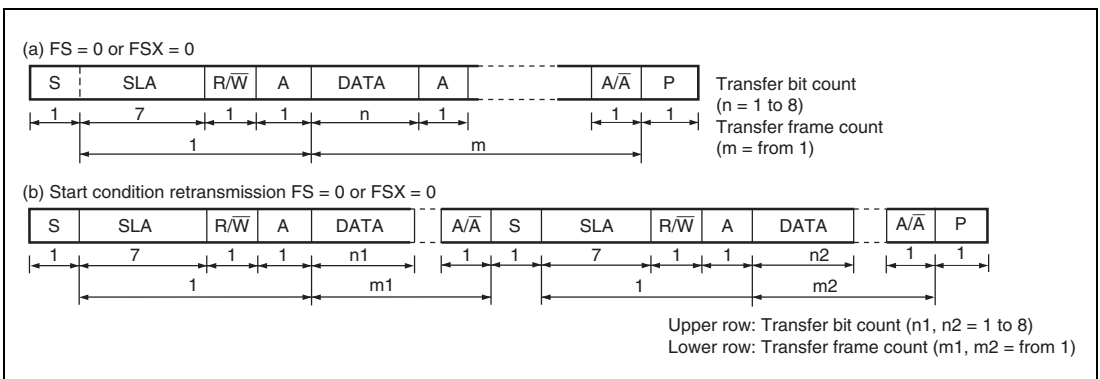 (a) FS = 0 or FSX = 0
S SLA R/W̅ A DATA A A/A̅ P
1 7 1 1 n 1 1 1
1 m
Transfer bit count
(n = 1 to 8)
Transfer frame count
(m = from 1)
(b) Start condition retransmission FS = 0 or FSX = 0
S SLA R/W̅ A DATA A/A̅ S SLA R/W̅ A DATA A/A̅ P
1 7 1 1 n1 1 1 7 1 1 n2 1 1
1 m1 1 m2
Upper row: Transfer bit count (n1, n2 = 1 to 8)
Lower row: Transfer frame count (m1, m2 = from 1)